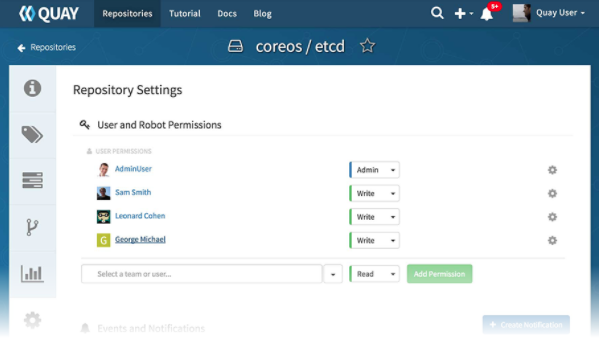 QUAY Repositories Tutorial Docs Blog 5+ Quay User
Repositories coreos / etcd
Repository Settings
User and Robot Permissions
USER PERMISSIONS
AdminUser Admin
Sam Smith Write
Leonard Cohen Write
G George Michael Write
Select a team or user... Read Add Permission
Events and Notifications + Create Notification